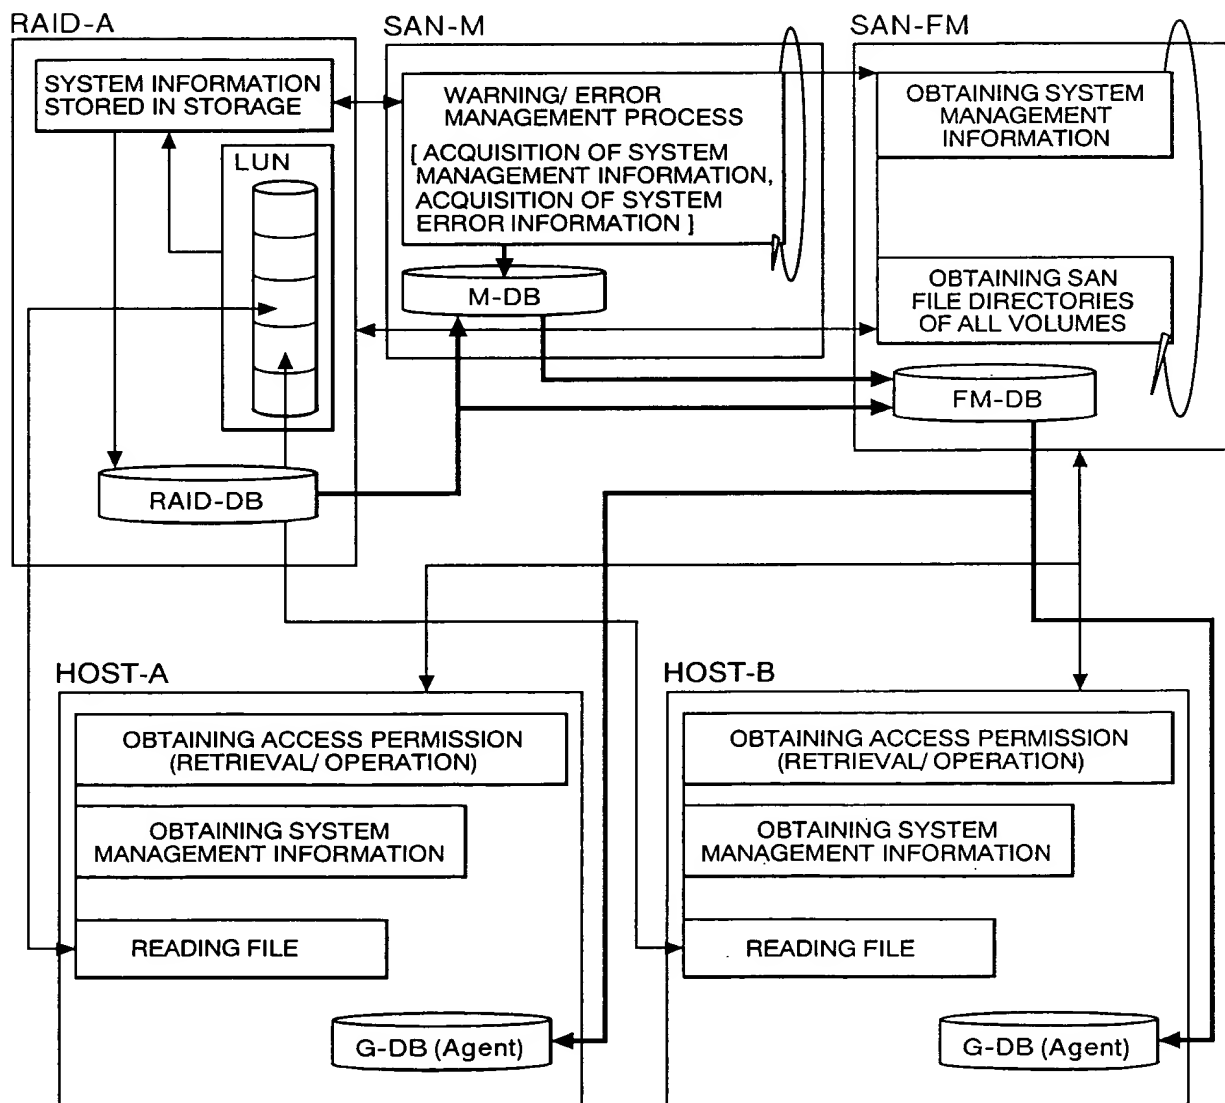 RAID-A
SYSTEM INFORMATION
STORED IN STORAGE
LUN
RAID-DB
SAN-M
WARNING/ ERROR
MANAGEMENT PROCESS
[ ACQUISITION OF SYSTEM
MANAGEMENT INFORMATION,
ACQUISITION OF SYSTEM
ERROR INFORMATION ]
M-DB
SAN-FM
OBTAINING SYSTEM
MANAGEMENT
INFORMATION
OBTAINING SAN
FILE DIRECTORIES
OF ALL VOLUMES
FM-DB
HOST-A
OBTAINING ACCESS PERMISSION
(RETRIEVAL/ OPERATION)
OBTAINING SYSTEM
MANAGEMENT INFORMATION
READING FILE
G-DB (Agent)
HOST-B
OBTAINING ACCESS PERMISSION
(RETRIEVAL/ OPERATION)
OBTAINING SYSTEM
MANAGEMENT INFORMATION
READING FILE
G-DB (Agent)